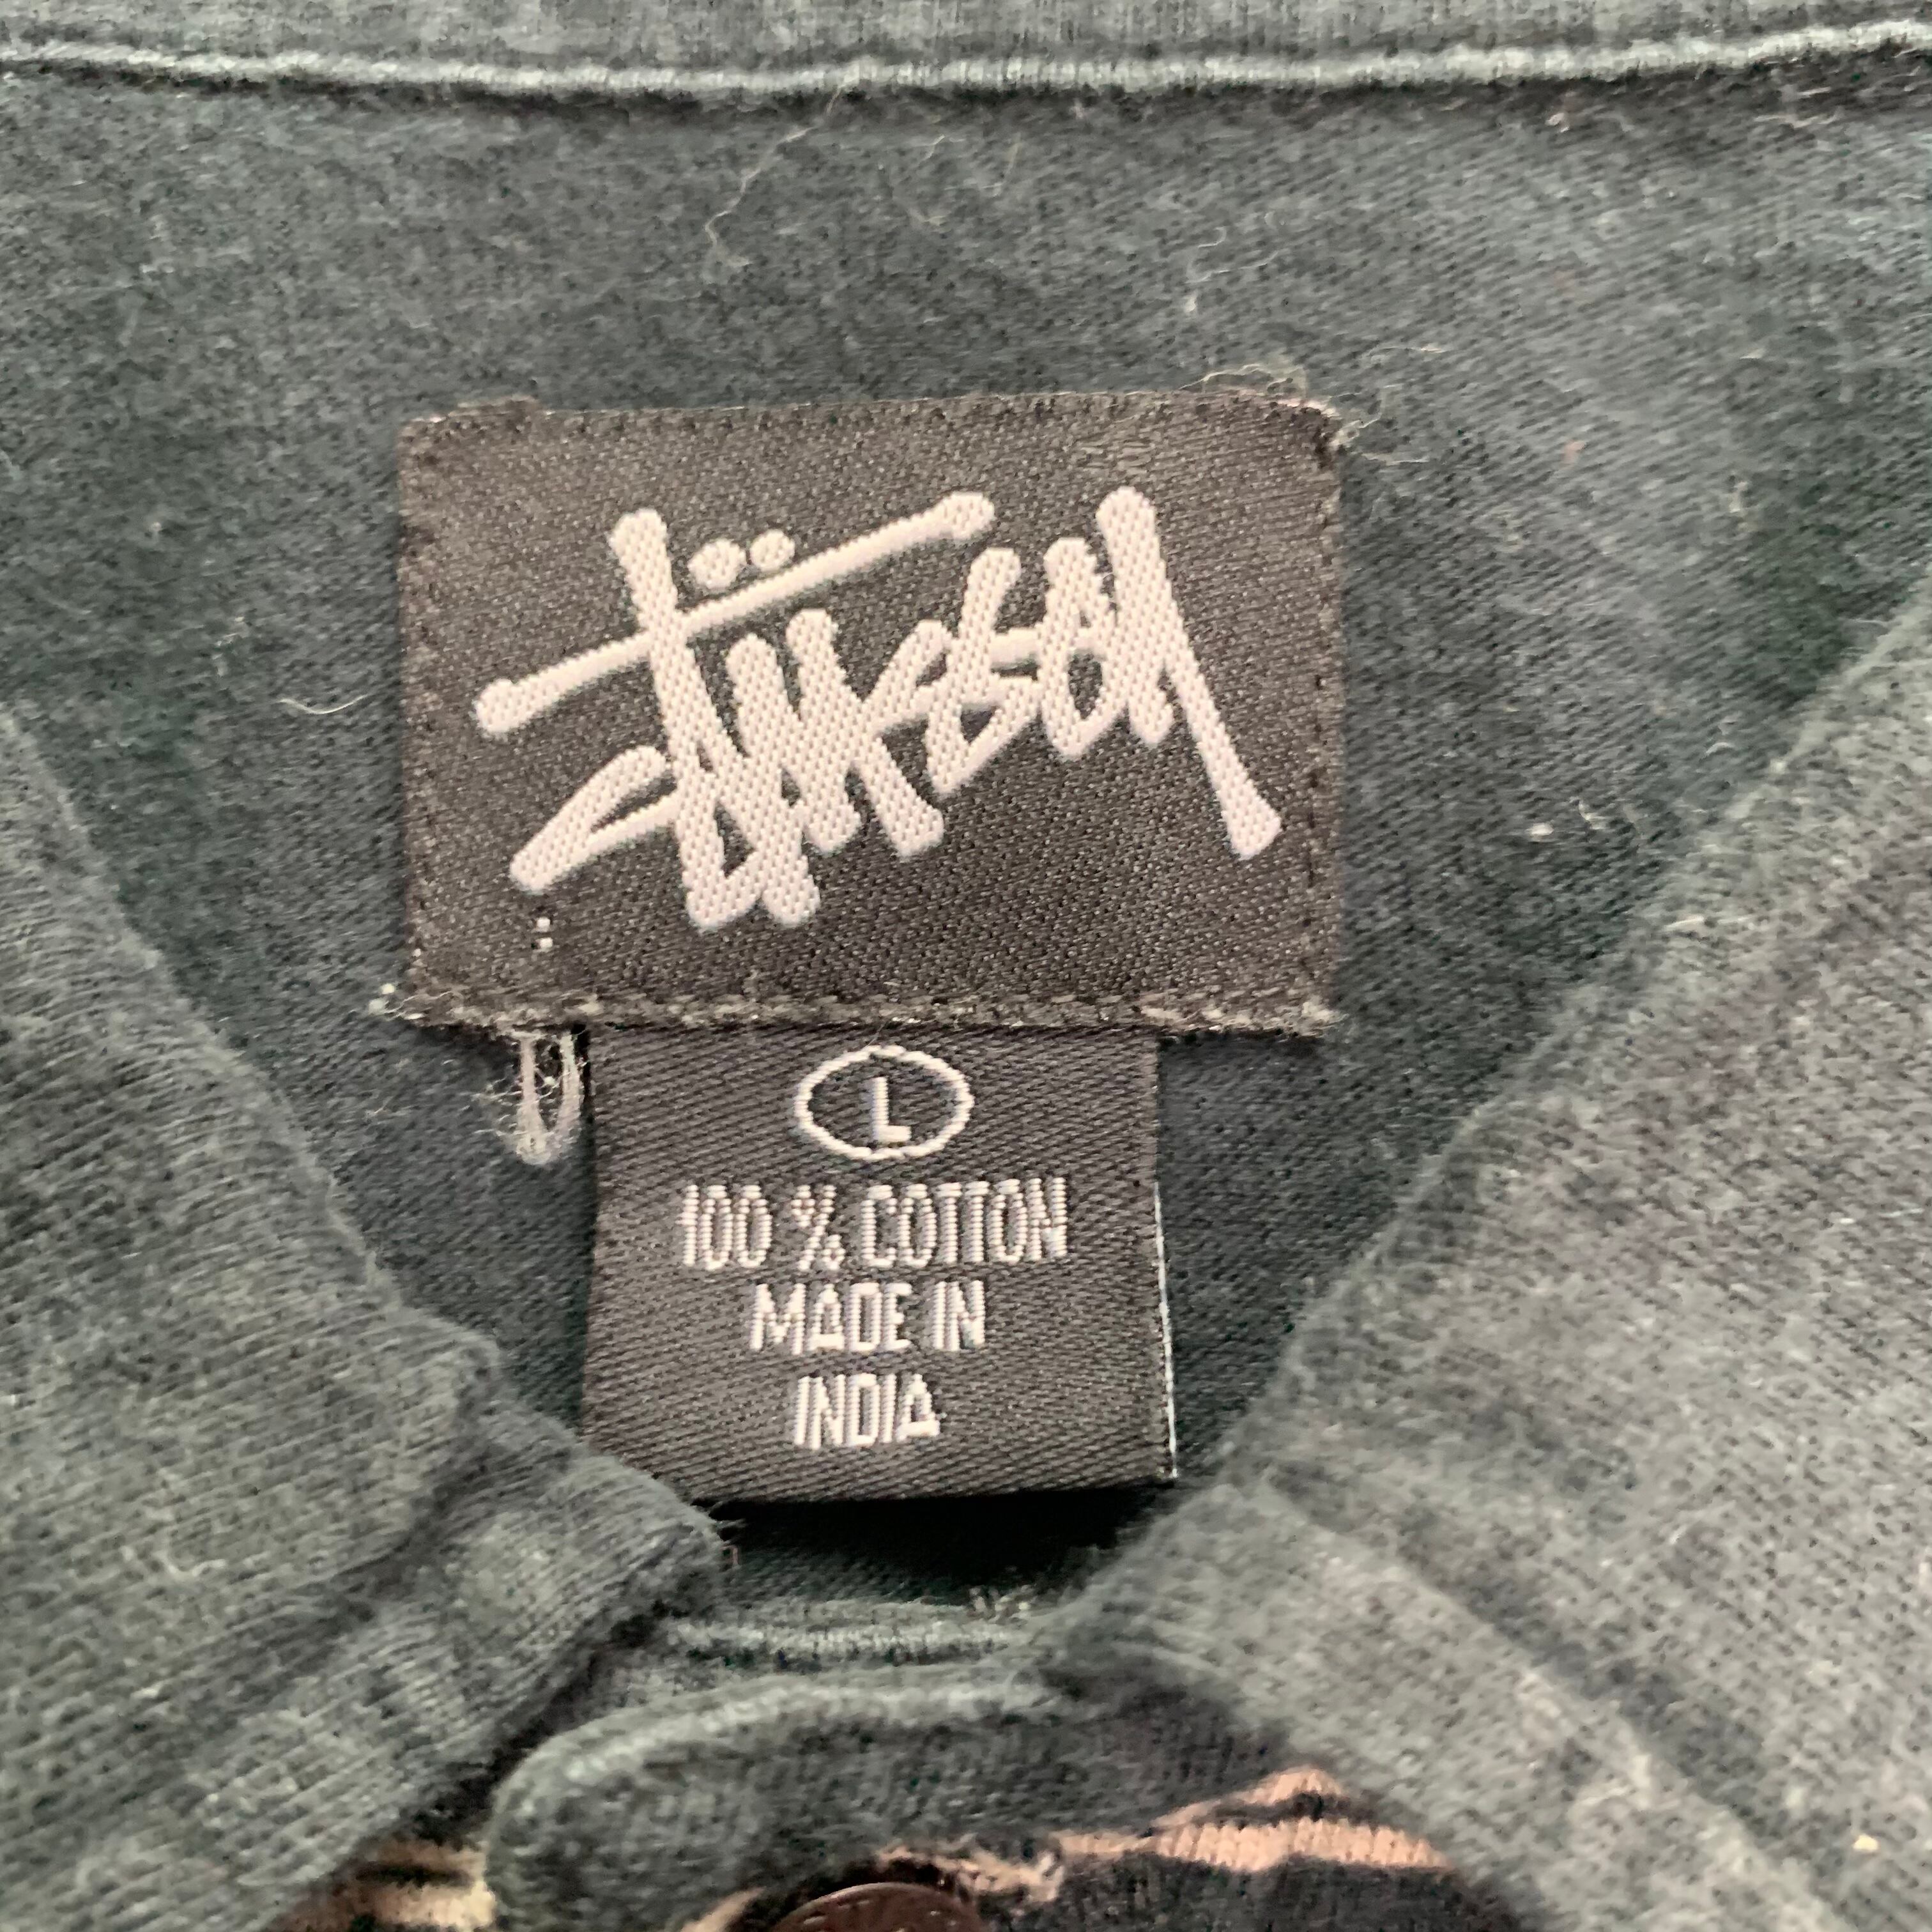 Stüssy
L
100 % COTTON
MADE IN
INDIA